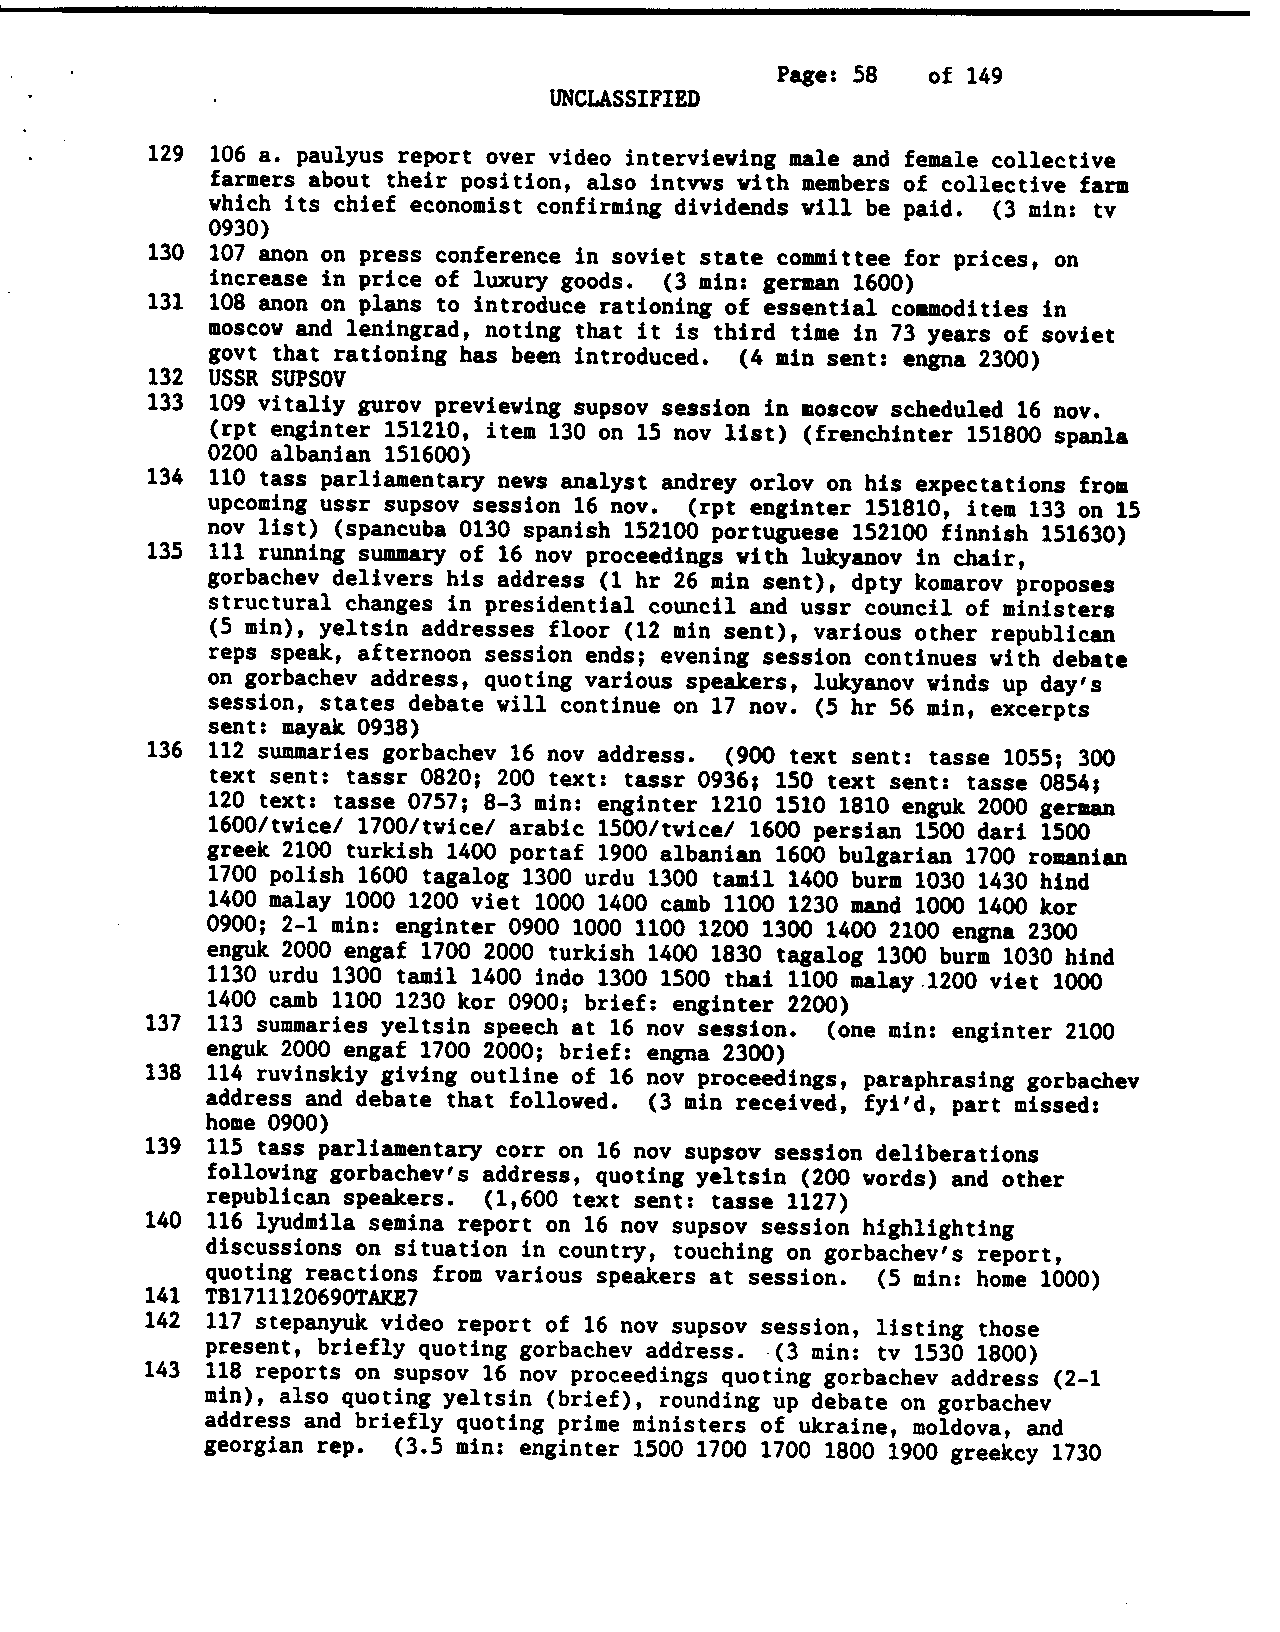 Page: 58 of 149
UNCLASSIFIED
129 106 a. paulyus report over video interviewing male and female collective
farmers about their position, also intvws with members of collective farm
which its chief economist confirming dividends will be paid. (3 min: tv
0930)
130 107 anon on press conference in soviet state committee for prices, on
increase in price of luxury goods. (3 min: german 1600)
131 108 anon on plans to introduce rationing of essential commodities in
moscow and leningrad, noting that it is third time in 73 years of soviet
govt that rationing has been introduced. (4 min sent: engna 2300)
132 USSR SUPSOV
133 109 vitaliy gurov previewing supsov session in moscow scheduled 16 nov.
(rpt enginter 151210, item 130 on 15 nov list) (frenchinter 151800 spanla
0200 albanian 151600)
134 110 tass parliamentary news analyst andrey orlov on his expectations from
upcoming ussr supsov session 16 nov. (rpt enginter 151810, item 133 on 15
nov list) (spancuba 0130 spanish 152100 portuguese 152100 finnish 151630)
135 111 running summary of 16 nov proceedings with lukyanov in chair,
gorbachev delivers his address (1 hr 26 min sent), dpty komarov proposes
structural changes in presidential council and ussr council of ministers
(5 min), yeltsin addresses floor (12 min sent), various other republican
reps speak, afternoon session ends; evening session continues with debate
on gorbachev address, quoting various speakers, lukyanov winds up day's
session, states debate will continue on 17 nov. (5 hr 56 min, excerpts
sent: mayak 0938)
136 112 summaries gorbachev 16 nov address. (900 text sent: tasse 1055; 300
text sent: tassr 0820; 200 text: tassr 0936; 150 text sent: tasse 0854;
120 text: tasse 0757; 8-3 min: enginter 1210 1510 1810 enguk 2000 german
1600/twice/ 1700/twice/ arabic 1500/twice/ 1600 persian 1500 dari 1500
greek 2100 turkish 1400 portaf 1900 albanian 1600 bulgarian 1700 romanian
1700 polish 1600 tagalog 1300 urdu 1300 tamil 1400 burm 1030 1430 hind
1400 malay 1000 1200 viet 1000 1400 camb 1100 1230 mand 1000 1400 kor
0900; 2-1 min: enginter 0900 1000 1100 1200 1300 1400 2100 engna 2300
enguk 2000 engaf 1700 2000 turkish 1400 1830 tagalog 1300 burm 1030 hind
1130 urdu 1300 tamil 1400 indo 1300 1500 thai 1100 malay 1200 viet 1000
1400 camb 1100 1230 kor 0900; brief: enginter 2200)
137 113 summaries yeltsin speech at 16 nov session. (one min: enginter 2100
enguk 2000 engaf 1700 2000; brief: engna 2300)
138 114 ruvinskiy giving outline of 16 nov proceedings, paraphrasing gorbachev
address and debate that followed. (3 min received, fyi'd, part missed:
home 0900)
139 115 tass parliamentary corr on 16 nov supsov session deliberations
following gorbachev's address, quoting yeltsin (200 words) and other
republican speakers. (1,600 text sent: tasse 1127)
140 116 lyudmila semina report on 16 nov supsov session highlighting
discussions on situation in country, touching on gorbachev's report,
quoting reactions from various speakers at session. (5 min: home 1000)
141 TB1711120690TAKE7
142 117 stepanyuk video report of 16 nov supsov session, listing those
present, briefly quoting gorbachev address. (3 min: tv 1530 1800)
143 118 reports on supsov 16 nov proceedings quoting gorbachev address (2-1
min), also quoting yeltsin (brief), rounding up debate on gorbachev
address and briefly quoting prime ministers of ukraine, moldova, and
georgian rep. (3.5 min: enginter 1500 1700 1700 1800 1900 greekcy 1730